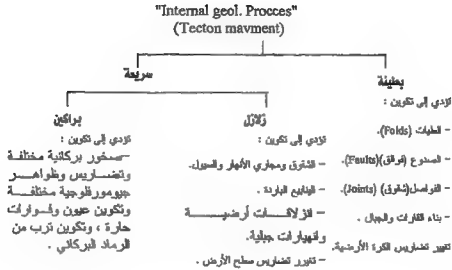 "Internal geol. Procces"
(Tecton mavment)
بطيئة
سريعة
تؤدي إلى تكوين :
- الطيات (Folds).
- الصدوع (فوالق)(Faults).
- الفواصل(شقوق) (Joints).
- بناء القارات والجبال .
تغيير تضاريس الكرة الأرضية.
زلازل
تؤدي إلى تكوين :
- الشقوق ومجاري الأنهار والسيول.
- الينابيع الباردة .
- انزلاقات أرضية
وانهيارات جبلية.
- تغيير تضاريس سطح الأرض .
براكين
تؤدي إلى تكوين :
-صخور بركانية مختلفة
وتضاريس وظواهر
جيومورفلوجية مختلفة
وتكوين عيون وفوارات
حارة ، وتكوين ترب من
الرماد البركاني .